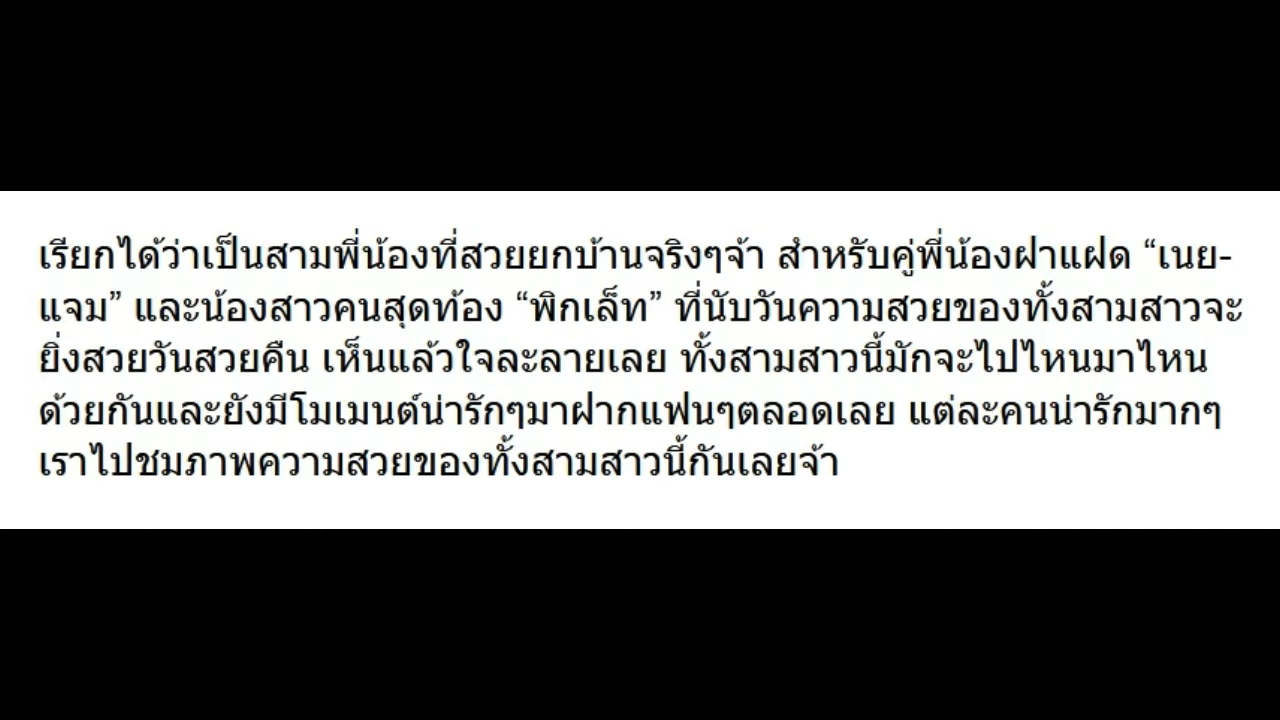 เรียกได้ว่าเป็นสามพี่น้องที่สวยยกบ้านจริงๆจ้า สำหรับคู่พี่น้องฝาแฝด “เนย-
แจม” และน้องสาวคนสุดท้อง “พิกเล็ท” ที่นับวันความสวยของทั้งสามสาวจะ
ยิ่งสวยวันสวยคืน เห็นแล้วใจละลายเลย ทั้งสามสาวนี้มักจะไปไหนมาไหน
ด้วยกันและยังมีโมเมนต์น่ารักๆมาฝากแฟนๆตลอดเลย แต่ละคนน่ารักมากๆ
เราไปชมภาพความสวยของทั้งสามสาวนี้กันเลยจ้า